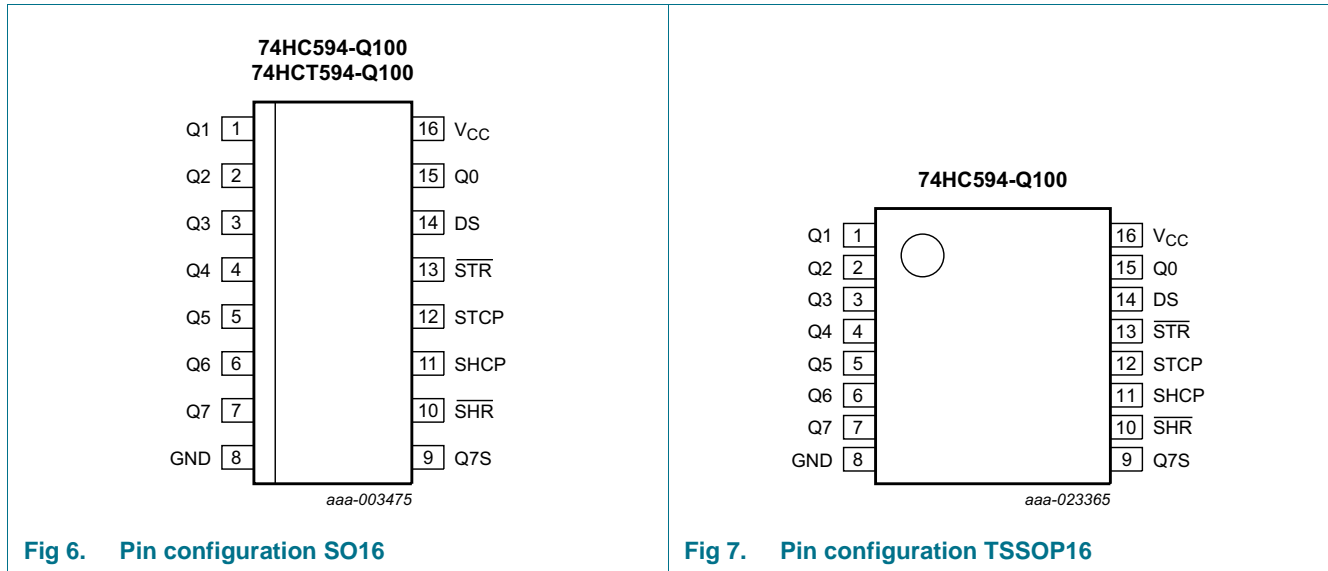 74HC594-Q100
74HCT594-Q100
Q1 1 16 VCC
Q2 2 15 Q0
Q3 3 14 DS
Q4 4 13 S̅T̅R̅
Q5 5 12 STCP
Q6 6 11 SHCP
Q7 7 10 S̅H̅R̅
GND 8 9 Q7S
aaa-003475
Fig 6. Pin configuration SO16
74HC594-Q100
Q1 1 16 VCC
Q2 2 15 Q0
Q3 3 14 DS
Q4 4 13 S̅T̅R̅
Q5 5 12 STCP
Q6 6 11 SHCP
Q7 7 10 S̅H̅R̅
GND 8 9 Q7S
aaa-023365
Fig 7. Pin configuration TSSOP16